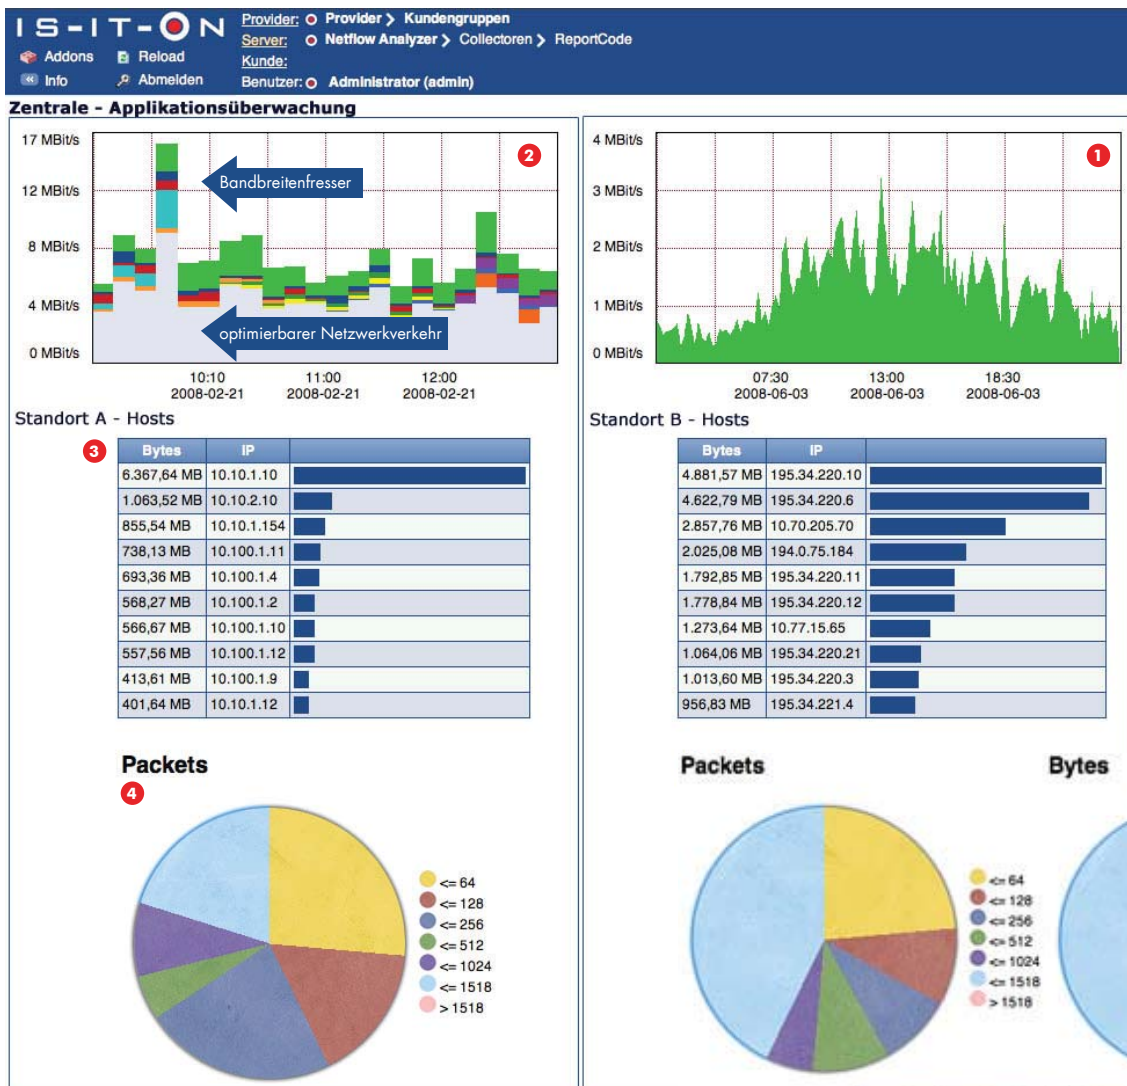 IS-IT-ON
Addons Reload
Info Abmelden
Provider: Provider > Kundengruppen
Server: Netflow Analyzer > Collectoren > ReportCode
Kunde:
Benutzer: Administrator (admin)
Zentrale - Applikationsüberwachung
17 MBit/s
12 MBit/s
8 MBit/s
4 MBit/s
0 MBit/s
2
Bandbreitenfresser
optimierbarer Netzwerkverkehr
10:10 11:00 12:00
2008-02-21 2008-02-21 2008-02-21
Standort A - Hosts
3
Bytes IP
6.367,64 MB 10.10.1.10
1.063,52 MB 10.10.2.10
855,54 MB 10.10.1.154
738,13 MB 10.100.1.11
693,36 MB 10.100.1.4
568,27 MB 10.100.1.2
566,67 MB 10.100.1.10
557,56 MB 10.100.1.12
413,61 MB 10.100.1.9
401,64 MB 10.10.1.12
Packets
4
<= 64
<= 128
<= 256
<= 512
<= 1024
<= 1518
> 1518
4 MBit/s
3 MBit/s
2 MBit/s
1 MBit/s
0 MBit/s
1
07:30 13:00 18:30
2008-06-03 2008-06-03 2008-06-03
Standort B - Hosts
Bytes IP
4.881,57 MB 195.34.220.10
4.622,79 MB 195.34.220.6
2.857,76 MB 10.70.205.70
2.025,08 MB 194.0.75.184
1.792,85 MB 195.34.220.11
1.778,84 MB 195.34.220.12
1.273,64 MB 10.77.15.65
1.064,06 MB 195.34.220.21
1.013,60 MB 195.34.220.3
956,83 MB 195.34.221.4
Packets
<= 64
<= 128
<= 256
<= 512
<= 1024
<= 1518
> 1518
Bytes